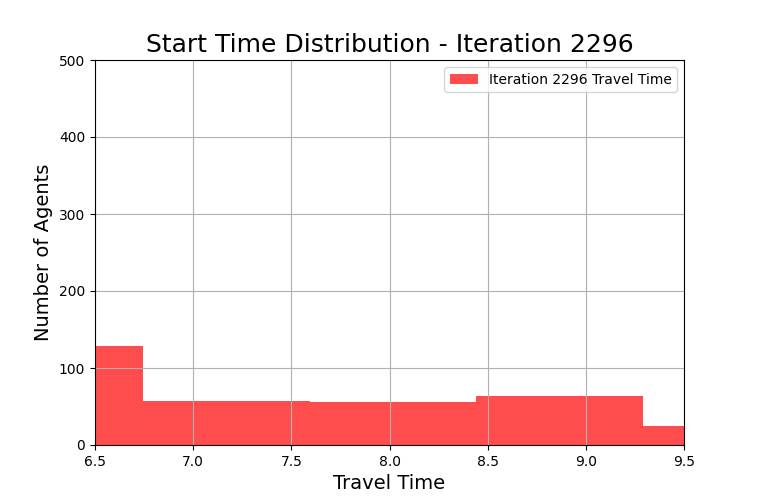 Start Time Distribution - Iteration 2296
Iteration 2296 Travel Time
Number of Agents
500
400
300
200
100
0
6.5 7.0 7.5 8.0 8.5 9.0 9.5
Travel Time